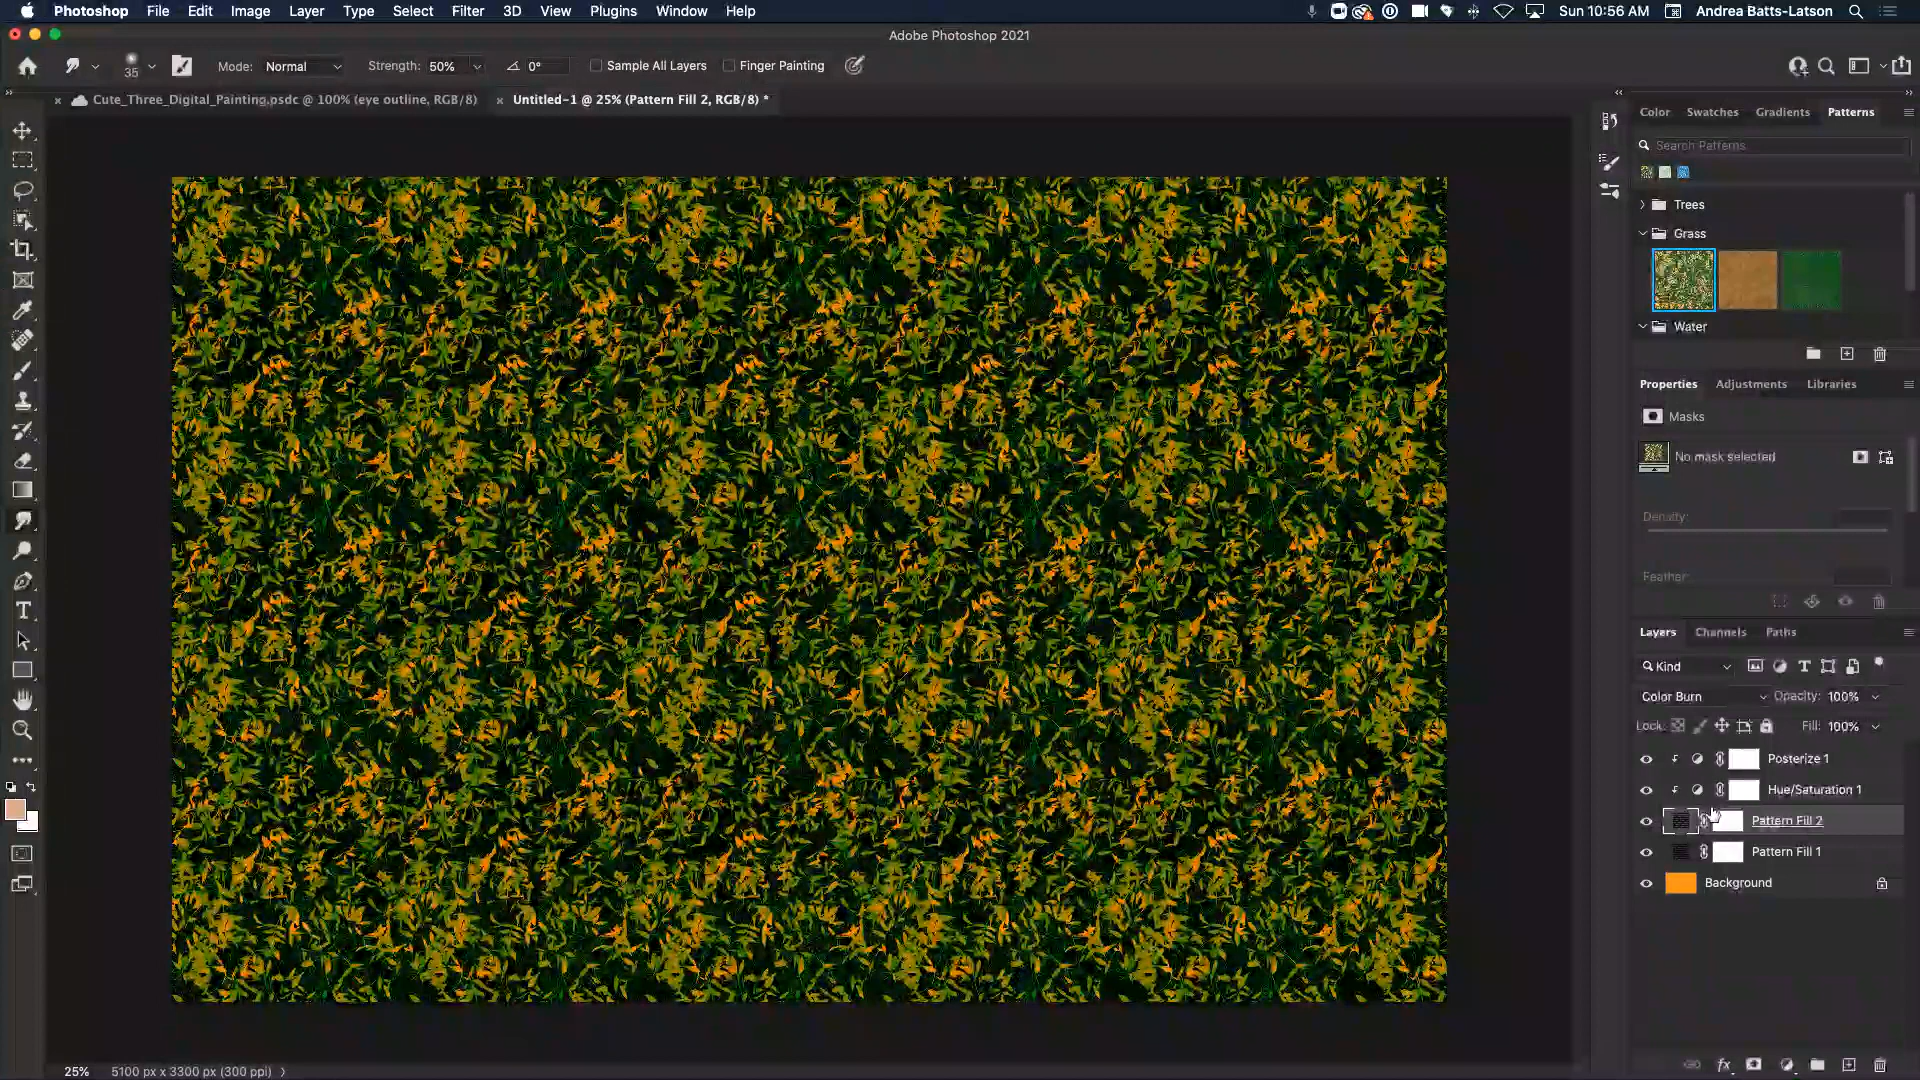 Photoshop File Edit Image Layer Type Select Filter 3D View Plugins Window Help Sun 10:56 AM Andrea Batts-Latson
Adobe Photoshop 2021
35 Mode: Normal Strength: 50% 0° Sample All Layers Finger Painting
Cute_Three_Digital_Painting.psdc @ 100% (eye outline, RGB/8) Untitled-1 @ 25% (Pattern Fill 2, RGB/8) *
Color Swatches Gradients Patterns
Search Patterns
Trees
Grass
Water
Properties Adjustments Libraries
Masks
No mask selected
Density:
Feather:
Layers Channels Paths
Kind
Color Burn Opacity: 100%
Lock: Fill: 100%
Posterize 1
Hue/Saturation 1
Pattern Fill 2
Pattern Fill 1
Background
25% 5100 px x 3300 px (300 ppi)